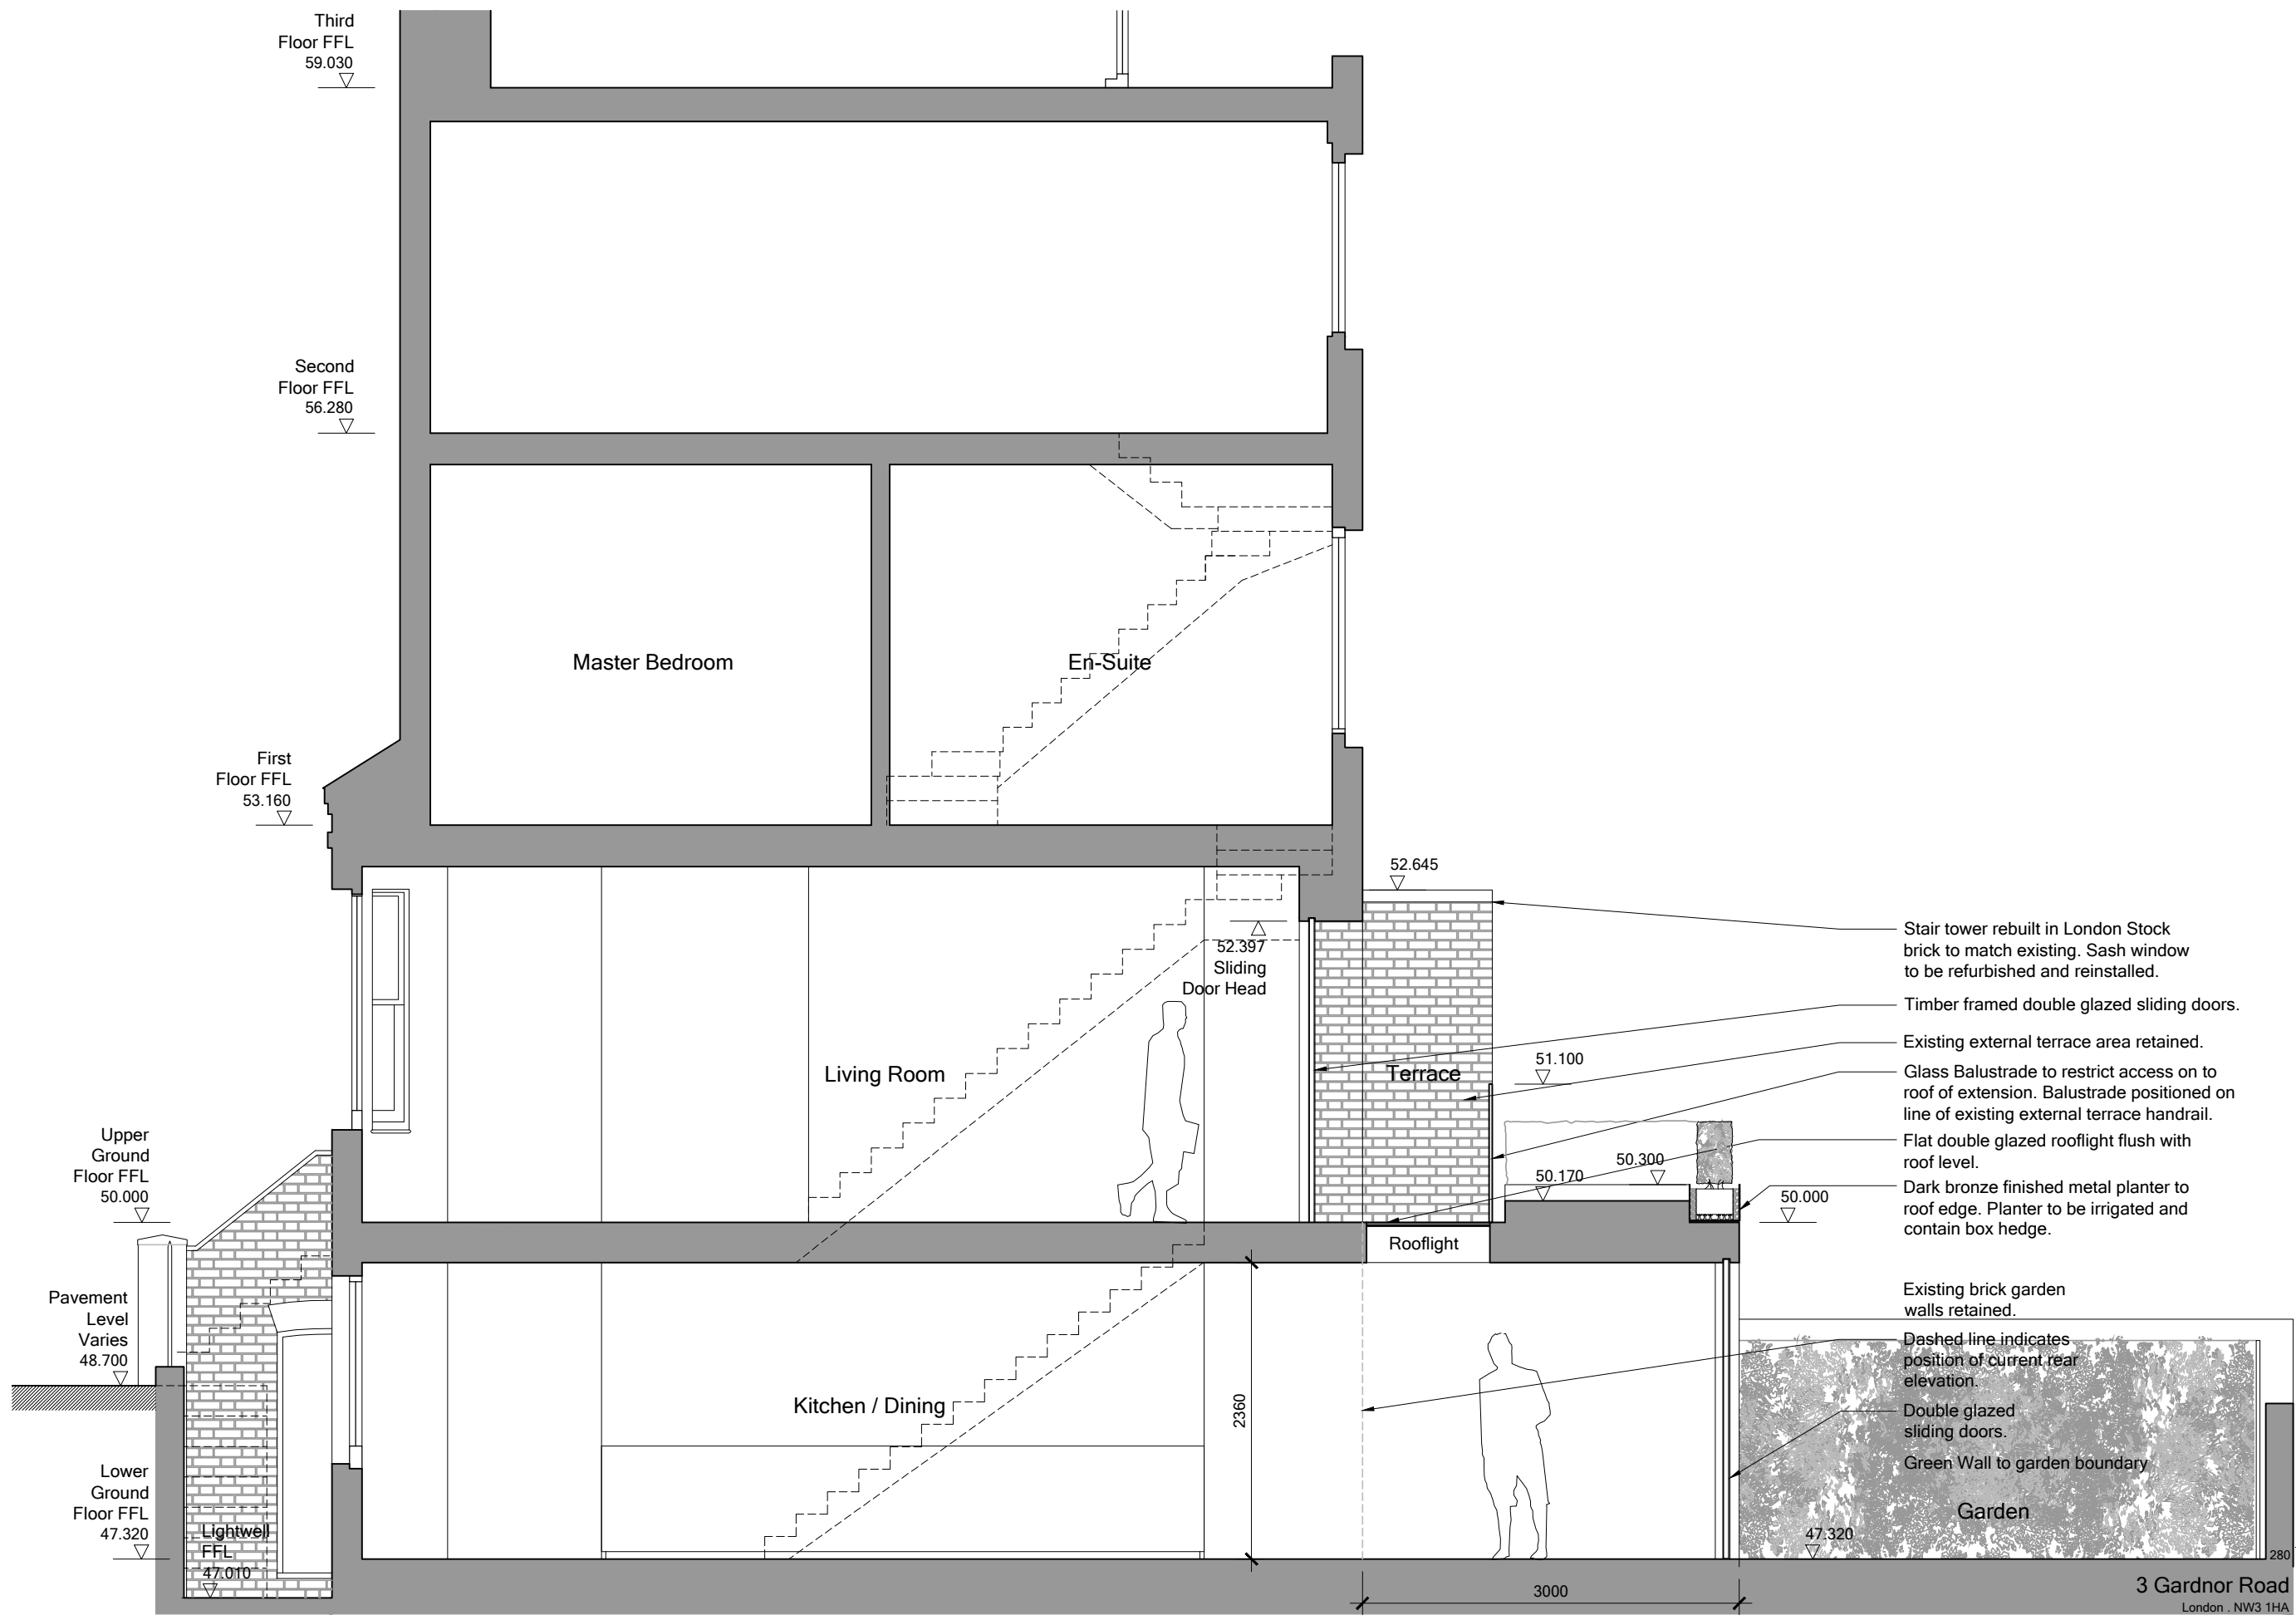 Third
Floor FFL
59.030
Second
Floor FFL
56.280
Master Bedroom
En-Suite
First
Floor FFL
53.160
52.645
52.397
Sliding
Door Head
Living Room
Terrace
51.100
Stair tower rebuilt in London Stock
brick to match existing. Sash window
to be refurbished and reinstalled.
Timber framed double glazed sliding doors.
Existing external terrace area retained.
Glass Balustrade to restrict access on to
roof of extension. Balustrade positioned on
line of existing external terrace handrail.
Flat double glazed rooflight flush with
roof level.
Dark bronze finished metal planter to
roof edge. Planter to be irrigated and
contain box hedge.
Upper
Ground
Floor FFL
50.000
50.170
50.300
50.000
Rooflight
Pavement
Level
Varies
48.700
Existing brick garden
walls retained.
Dashed line indicates
position of current rear
elevation.
Double glazed
sliding doors.
Green Wall to garden boundary
Kitchen / Dining
2360
Lower
Ground
Floor FFL
47.320
Lightwell
FFL
47.010
Garden
47.320
280
3000
3 Gardnor Road
London . NW3 1HA